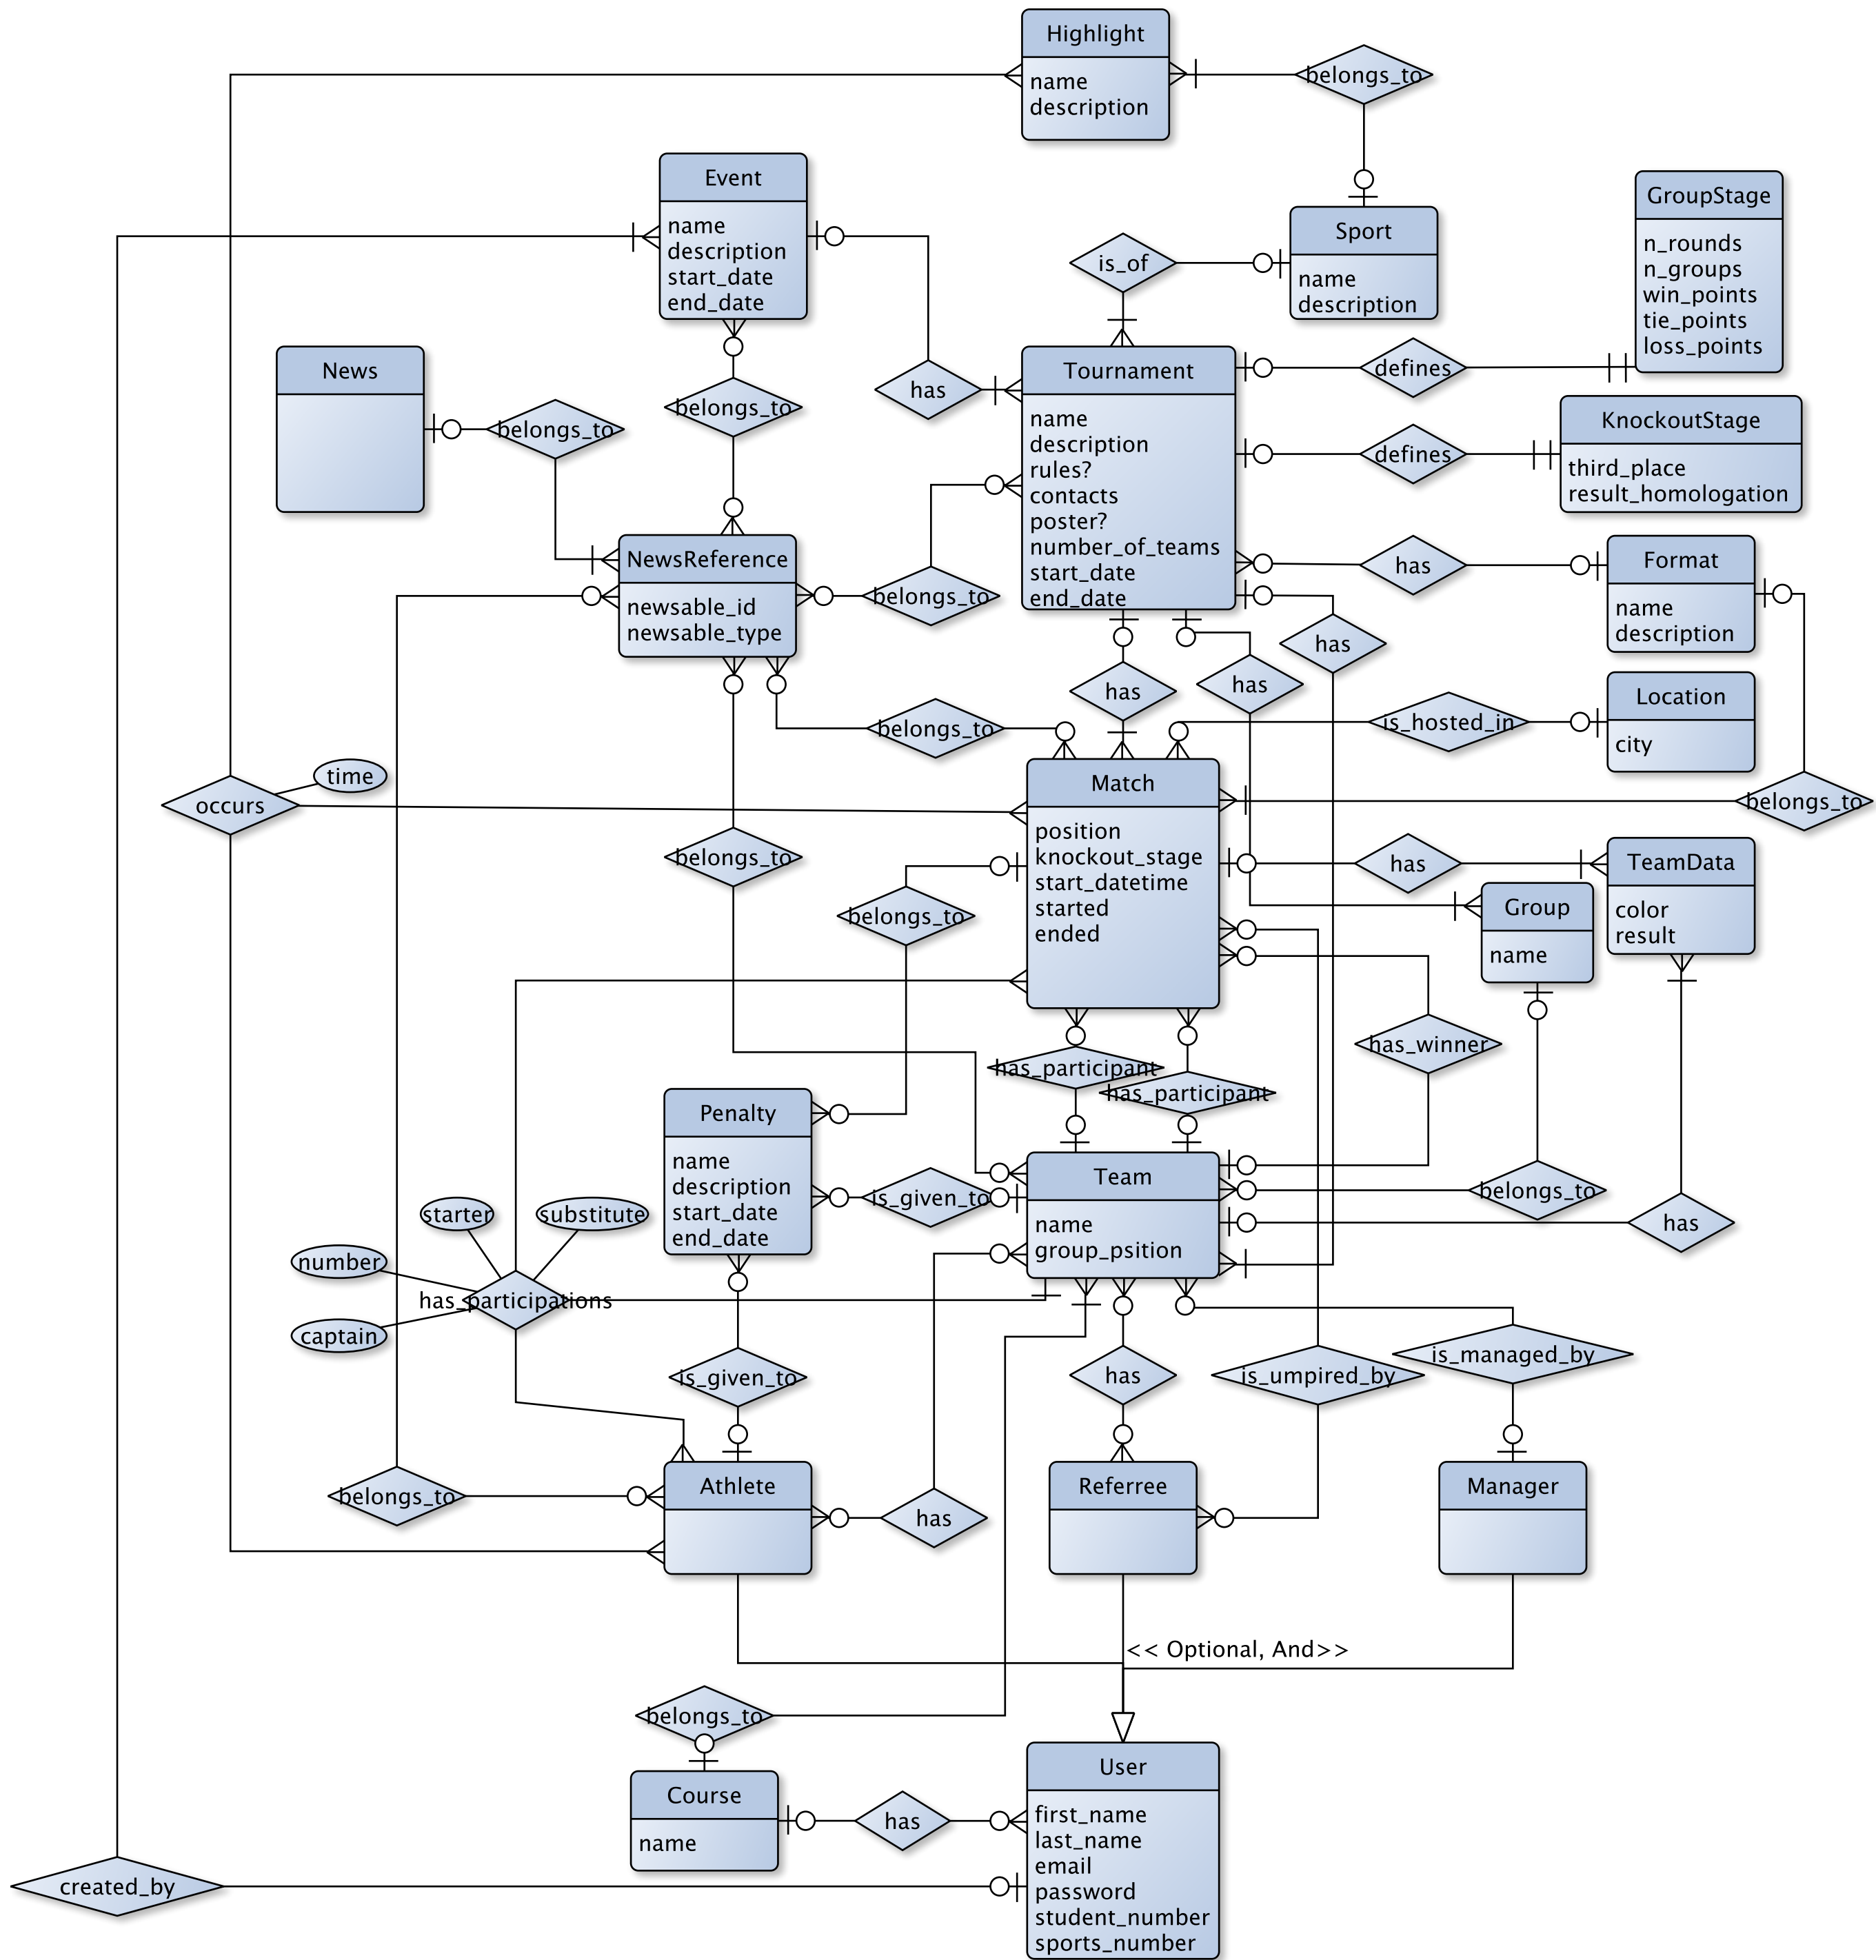 Highlight
name
description
belongs_to
Event
name
description
start_date
end_date
Sport
name
description
is_of
GroupStage
n_rounds
n_groups
win_points
tie_points
loss_points
News
belongs_to
belongs_to
has
Tournament
name
description
rules?
contacts
poster?
number_of_teams
start_date
end_date
defines
defines
KnockoutStage
third_place
result_homologation
NewsReference
newsable_id
newsable_type
belongs_to
has
Format
name
description
has
has
has
belongs_to
is_hosted_in
Location
city
time
occurs
belongs_to
Match
position
knockout_stage
start_datetime
started
ended
belongs_to
belongs_to
has
TeamData
color
result
Group
name
has_winner
has_participant
has_participant
Penalty
name
description
start_date
end_date
is_given_to
Team
name
group_psition
belongs_to
has
starter
substitute
number
has_participations
captain
is_given_to
has
is_umpired_by
is_managed_by
belongs_to
Athlete
has
Referree
Manager
<< Optional, And>>
belongs_to
Course
name
has
User
first_name
last_name
email
password
student_number
sports_number
created_by